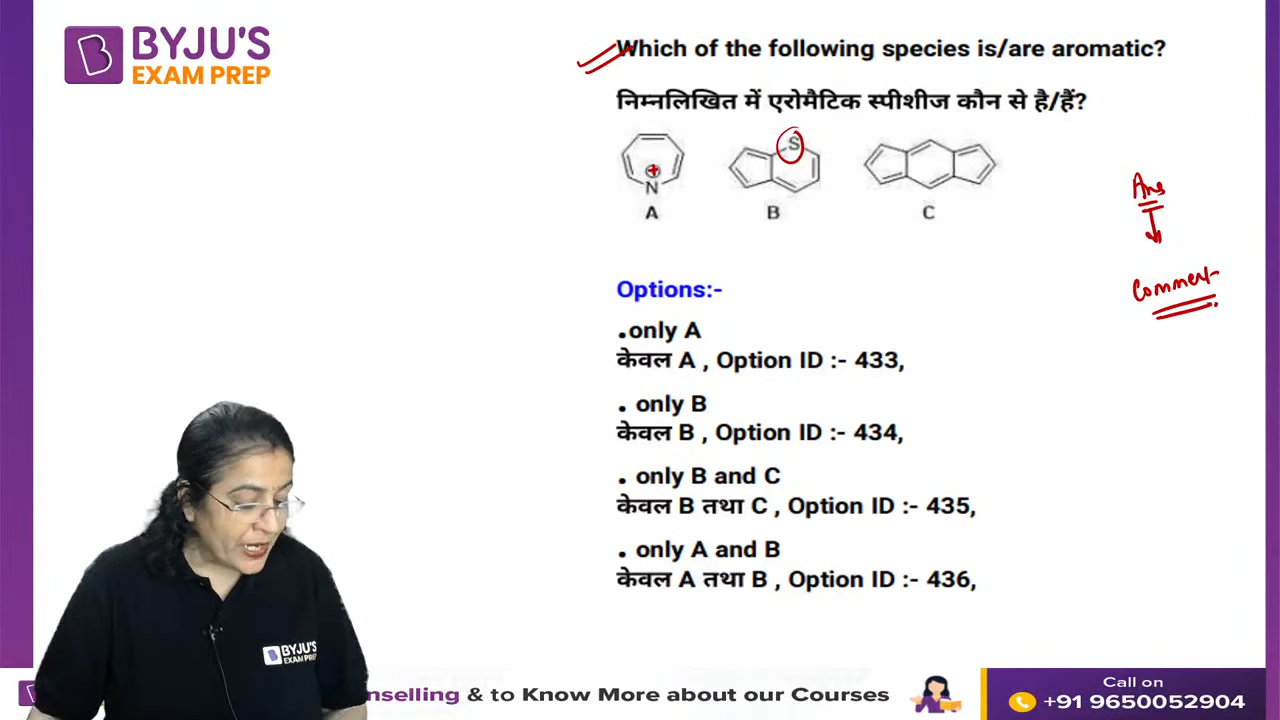 BYJU'S
EXAM PREP
Which of the following species is/are aromatic?
निम्नलिखित में एरोमैटिक स्पीशीज कौन से है/हैं?
S
+
N
A
B
C
Ans
Comment
Options:-
.only A
केवल A , Option ID :- 433,
. only B
केवल B , Option ID :- 434,
. only B and C
केवल B तथा C , Option ID :- 435,
. only A and B
केवल A तथा B , Option ID :- 436,
BYJU'S
EXAM PREP
nselling & to Know More about our Courses
Call on
+91 9650052904